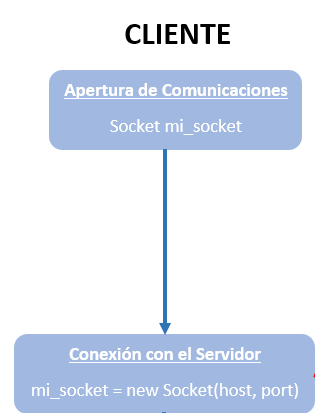 CLIENTE
Apertura de Comunicaciones
Socket mi_socket
Conexión con el Servidor
mi_socket = new Socket(host, port)